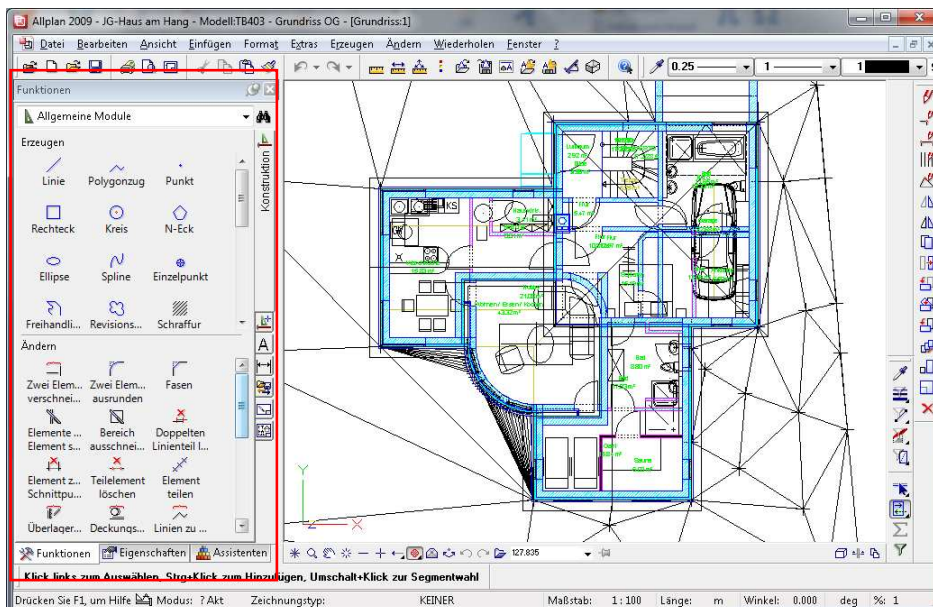 Allplan 2009 - JG-Haus am Hang - Modell:TB403 - Grundriss OG - [Grundriss:1]
Datei Bearbeiten Ansicht Einfügen Format Extras Erzeugen Ändern Wiederholen Fenster ?
0.25 1 1
Funktionen
Allgemeine Module
Konstruktion
Erzeugen
Linie Polygonzug Punkt
Rechteck Kreis N-Eck
Ellipse Spline Einzelpunkt
Freihandli... Revisions... Schraffur
Ändern
Zwei Elem... Zwei Elem... Fasen
verschnei... ausrunden
Elemente ... Bereich Doppelten
Element s... ausschnei... Linienteil l...
Element z... Teilelement Element
Schnittpu... löschen teilen
Überlager... Deckungs... Linien zu ...
Funktionen Eigenschaften Assistenten
KS
Y
X
Z
127.835
Klick links zum Auswählen, Strg+Klick zum Hinzufügen, Umschalt+Klick zur Segmentwahl
Drücken Sie F1, um Hilfe Modus: ? Akt Zeichnungstyp: KEINER Maßstab: 1:100 Länge: m Winkel: 0.000 deg %: 1